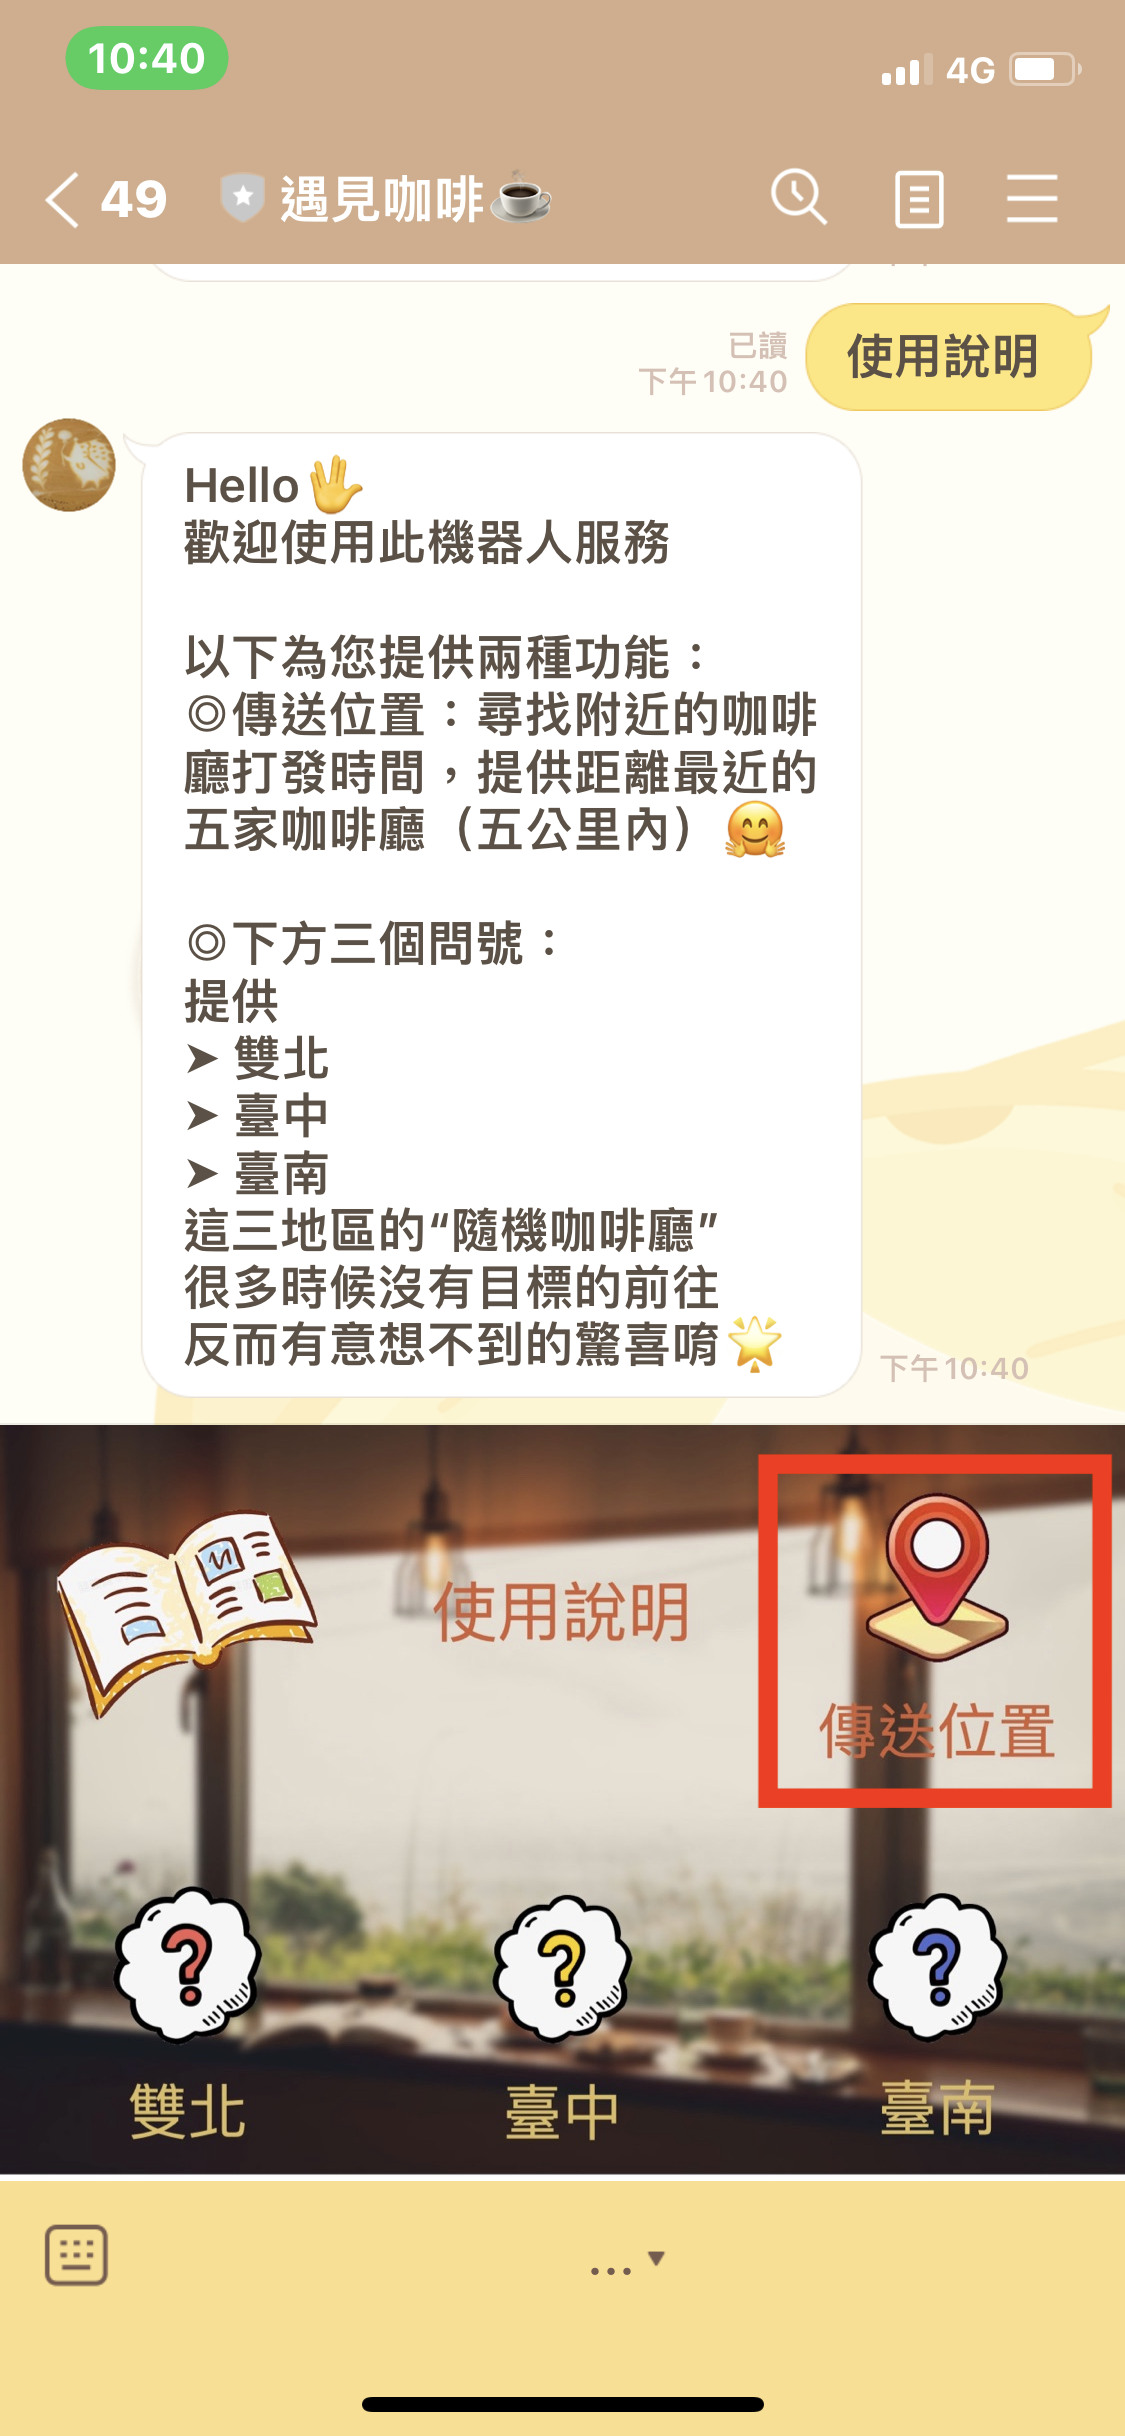 10:40
4G
49
遇見咖啡☕
已讀
下午10:40
使用說明
Hello🖖
歡迎使用此機器人服務
以下為您提供兩種功能：
◎傳送位置：尋找附近的咖啡
廳打發時間，提供距離最近的
五家咖啡廳（五公里內）🤗
◎下方三個問號：
提供
➤ 雙北
➤ 臺中
➤ 臺南
這三地區的“隨機咖啡廳”
很多時候沒有目標的前往
反而有意想不到的驚喜唷🌟
下午10:40
使用說明
傳送位置
?
?
?
雙北
臺中
臺南
...▼